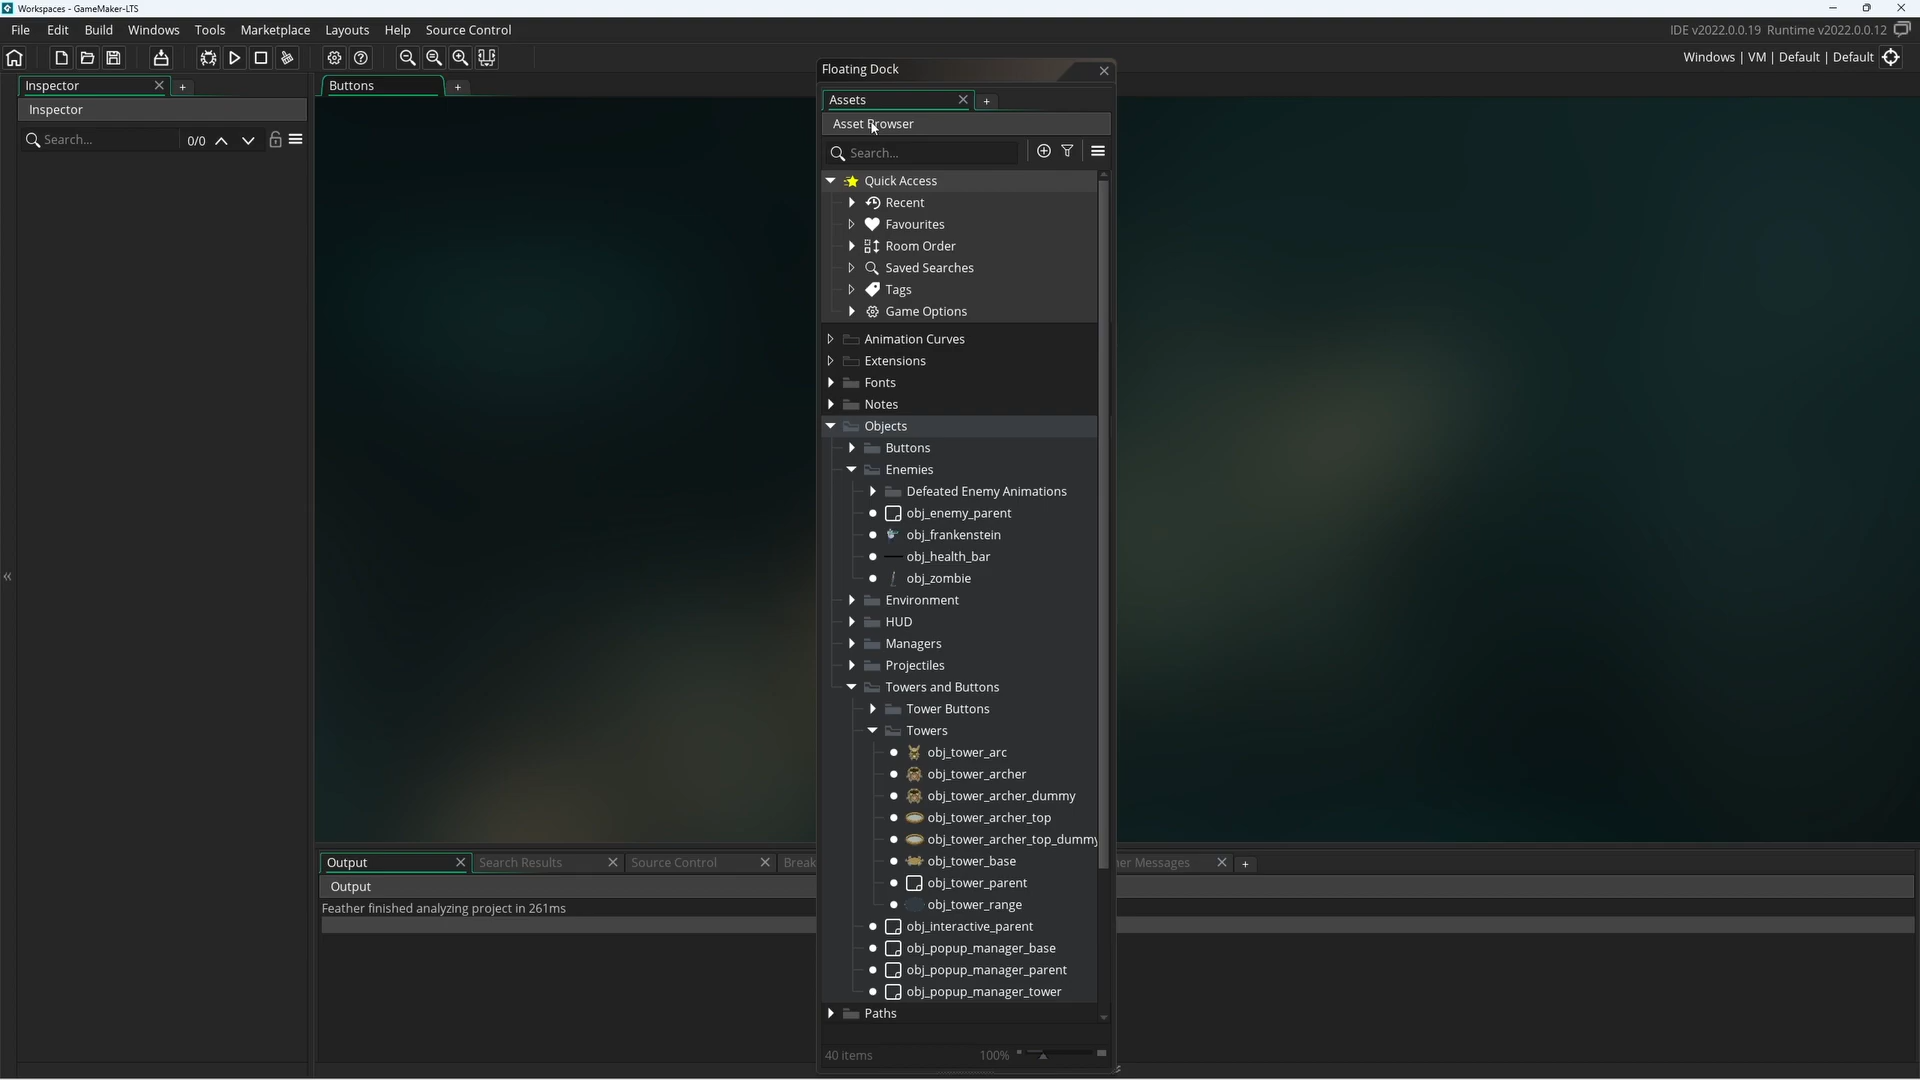 Workspaces - GameMaker-LTS
File Edit Build Windows Tools Marketplace Layouts Help Source Control
IDE v2022.0.0.19 Runtime v2022.0.0.12
Windows | VM | Default | Default
Inspector
Inspector
Search...
0/0
Buttons
Floating Dock
Assets
Asset Browser
Search...
Quick Access
Recent
Favourites
Room Order
Saved Searches
Tags
Game Options
Animation Curves
Extensions
Fonts
Notes
Objects
Buttons
Enemies
Defeated Enemy Animations
obj_enemy_parent
obj_frankenstein
obj_health_bar
obj_zombie
Environment
HUD
Managers
Projectiles
Towers and Buttons
Tower Buttons
Towers
obj_tower_arc
obj_tower_archer
obj_tower_archer_dummy
obj_tower_archer_top
obj_tower_archer_top_dummy
obj_tower_base
obj_tower_parent
obj_tower_range
obj_interactive_parent
obj_popup_manager_base
obj_popup_manager_parent
obj_popup_manager_tower
Paths
40 items 100%
Output Search Results Source Control Break
er Messages
Output
Feather finished analyzing project in 261ms